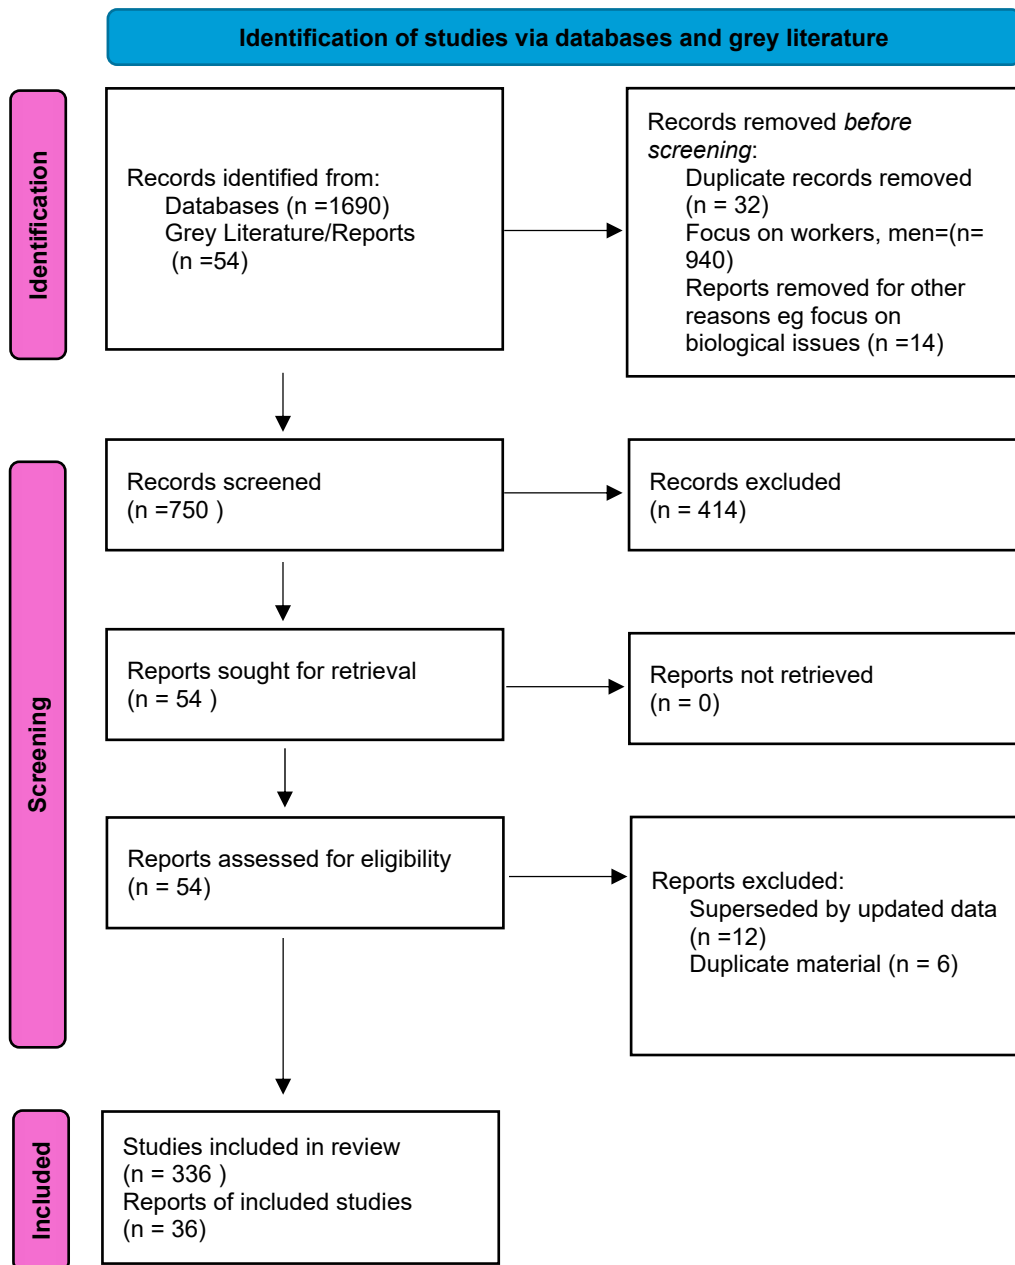 Identification of studies via databases and grey literature
Identification
Records identified from:
Databases (n =1690)
Grey Literature/Reports
(n =54)
Records removed before
screening:
Duplicate records removed
(n = 32)
Focus on workers, men=(n=
940)
Reports removed for other
reasons eg focus on
biological issues (n =14)
Screening
Records screened
(n =750 )
Records excluded
(n = 414)
Reports sought for retrieval
(n = 54 )
Reports not retrieved
(n = 0)
Reports assessed for eligibility
(n = 54)
Reports excluded:
Superseded by updated data
(n =12)
Duplicate material (n = 6)
Included
Studies included in review
(n = 336 )
Reports of included studies
(n = 36)